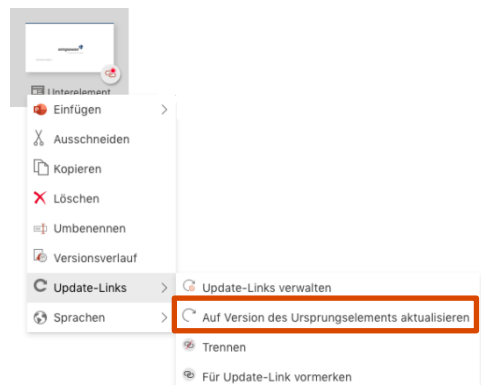 empower
Unterelement
Einfügen
Ausschneiden
Kopieren
Löschen
Umbenennen
Versionsverlauf
Update-Links
Sprachen
Update-Links verwalten
Auf Version des Ursprungselements aktualisieren
Trennen
Für Update-Link vormerken